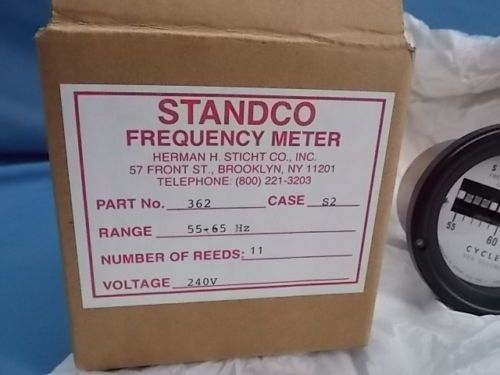 STANDCO
FREQUENCY METER
HERMAN H. STICHT CO., INC.
57 FRONT ST., BROOKLYN, NY 11201
TELEPHONE: (800) 221-3203
PART No. 362 CASE S2
RANGE 55-65 Hz
NUMBER OF REEDS: 11
VOLTAGE 240V
55 60
CYCLE